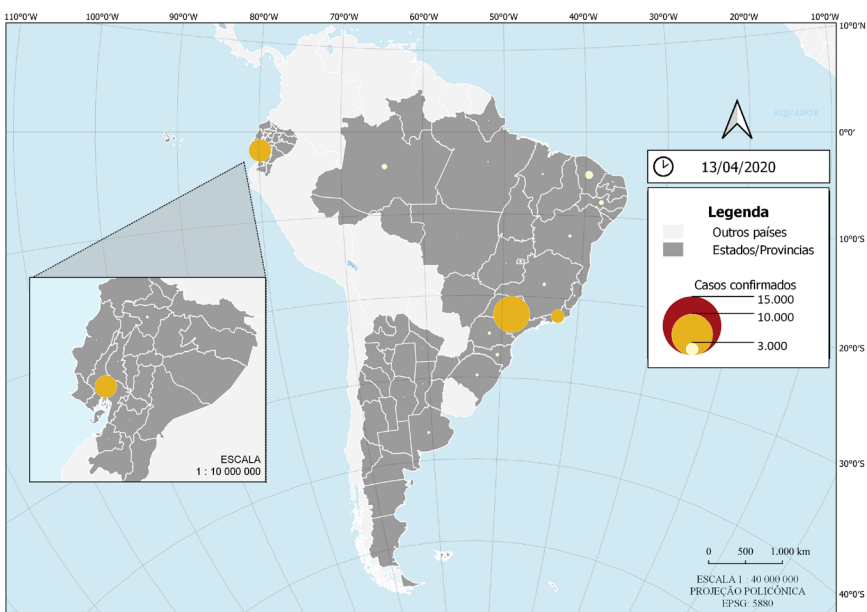 110°0'W 100°0'W 90°0'W 80°0'W 70°0'W 60°0'W 50°0'W 40°0'W 30°0'W 20°0'W 10°0'W
10°0'N
EQUADOR
0°0'
13/04/2020
Legenda
Outros países
Estados/Provincias
Casos confirmados
15.000
10.000
3.000
10°0'S
20°0'S
30°0'S
40°0'S
ESCALA
1 : 10 000 000
0 500 1.000 km
ESCALA 1 : 40 000 000
PROJEÇÃO POLICÔNICA
EPSG: 5880